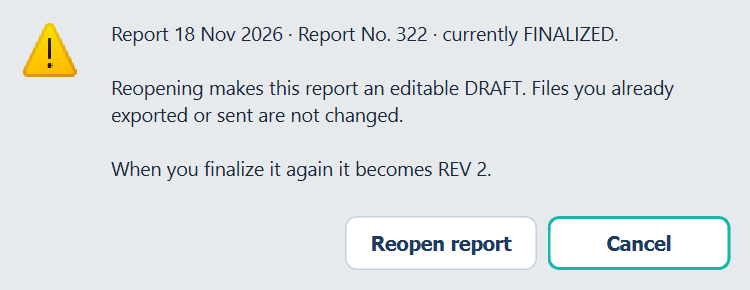 Report 18 Nov 2026 · Report No. 322 · currently FINALIZED.
Reopening makes this report an editable DRAFT. Files you already
exported or sent are not changed.
When you finalize it again it becomes REV 2.
Reopen report
Cancel